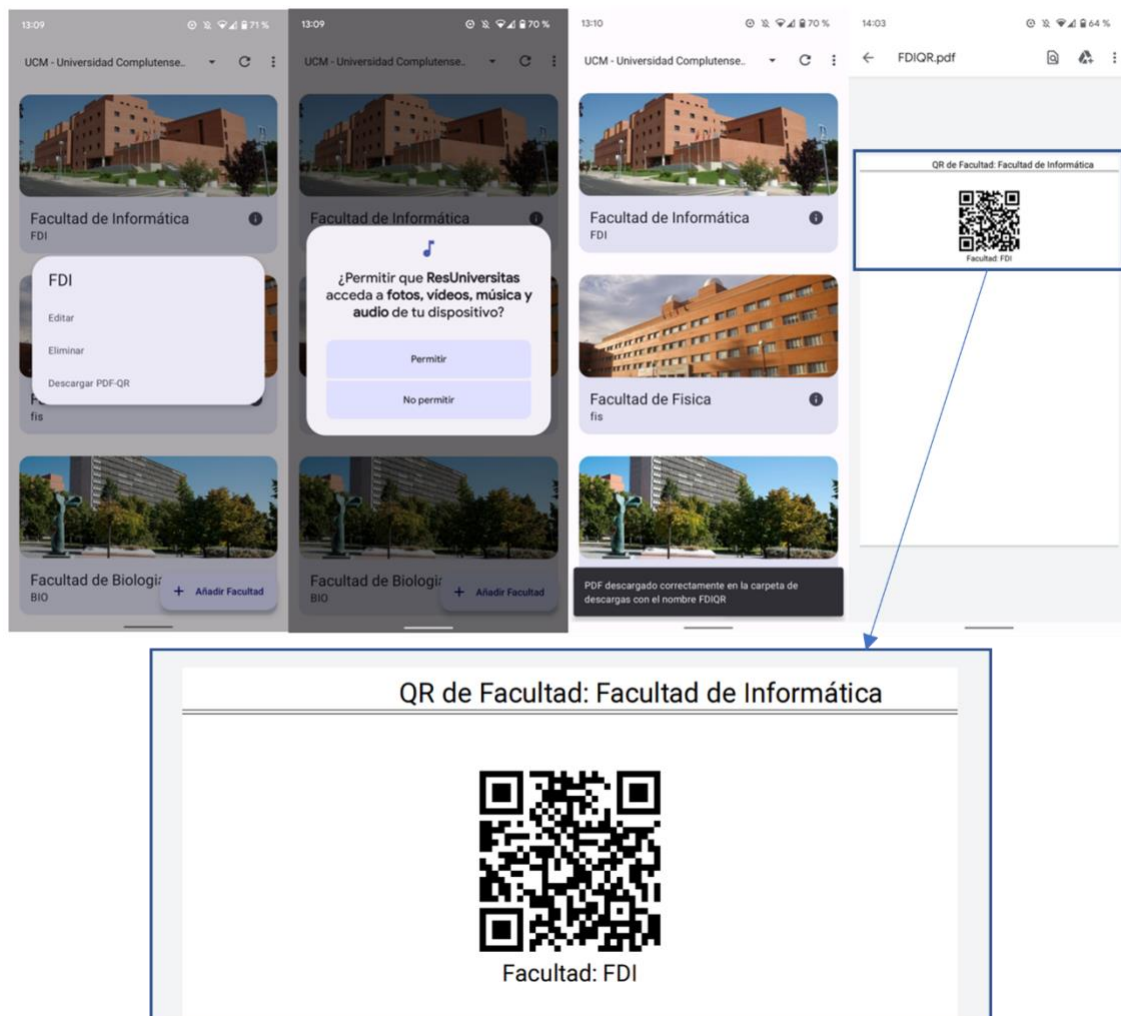 13:09
71 %
UCM - Universidad Complutense..
Facultad de Informática
FDI
FDI
Editar
Eliminar
Descargar PDF-QR
fis
Facultad de Biologia
BIO
+ Añadir Facultad
13:09
70 %
UCM - Universidad Complutense..
Facultad de Informática
¿Permitir que ResUniversitas
acceda a fotos, vídeos, música y
audio de tu dispositivo?
Permitir
No permitir
Facultad de Biologia
BIO
+ Añadir Facultad
13:10
70 %
UCM - Universidad Complutense..
Facultad de Informática
FDI
Facultad de Fisica
fis
PDF descargado correctamente en la carpeta de
descargas con el nombre FDIQR
14:03
64 %
FDIQR.pdf
QR de Facultad: Facultad de Informática
Facultad: FDI
QR de Facultad: Facultad de Informática
Facultad: FDI